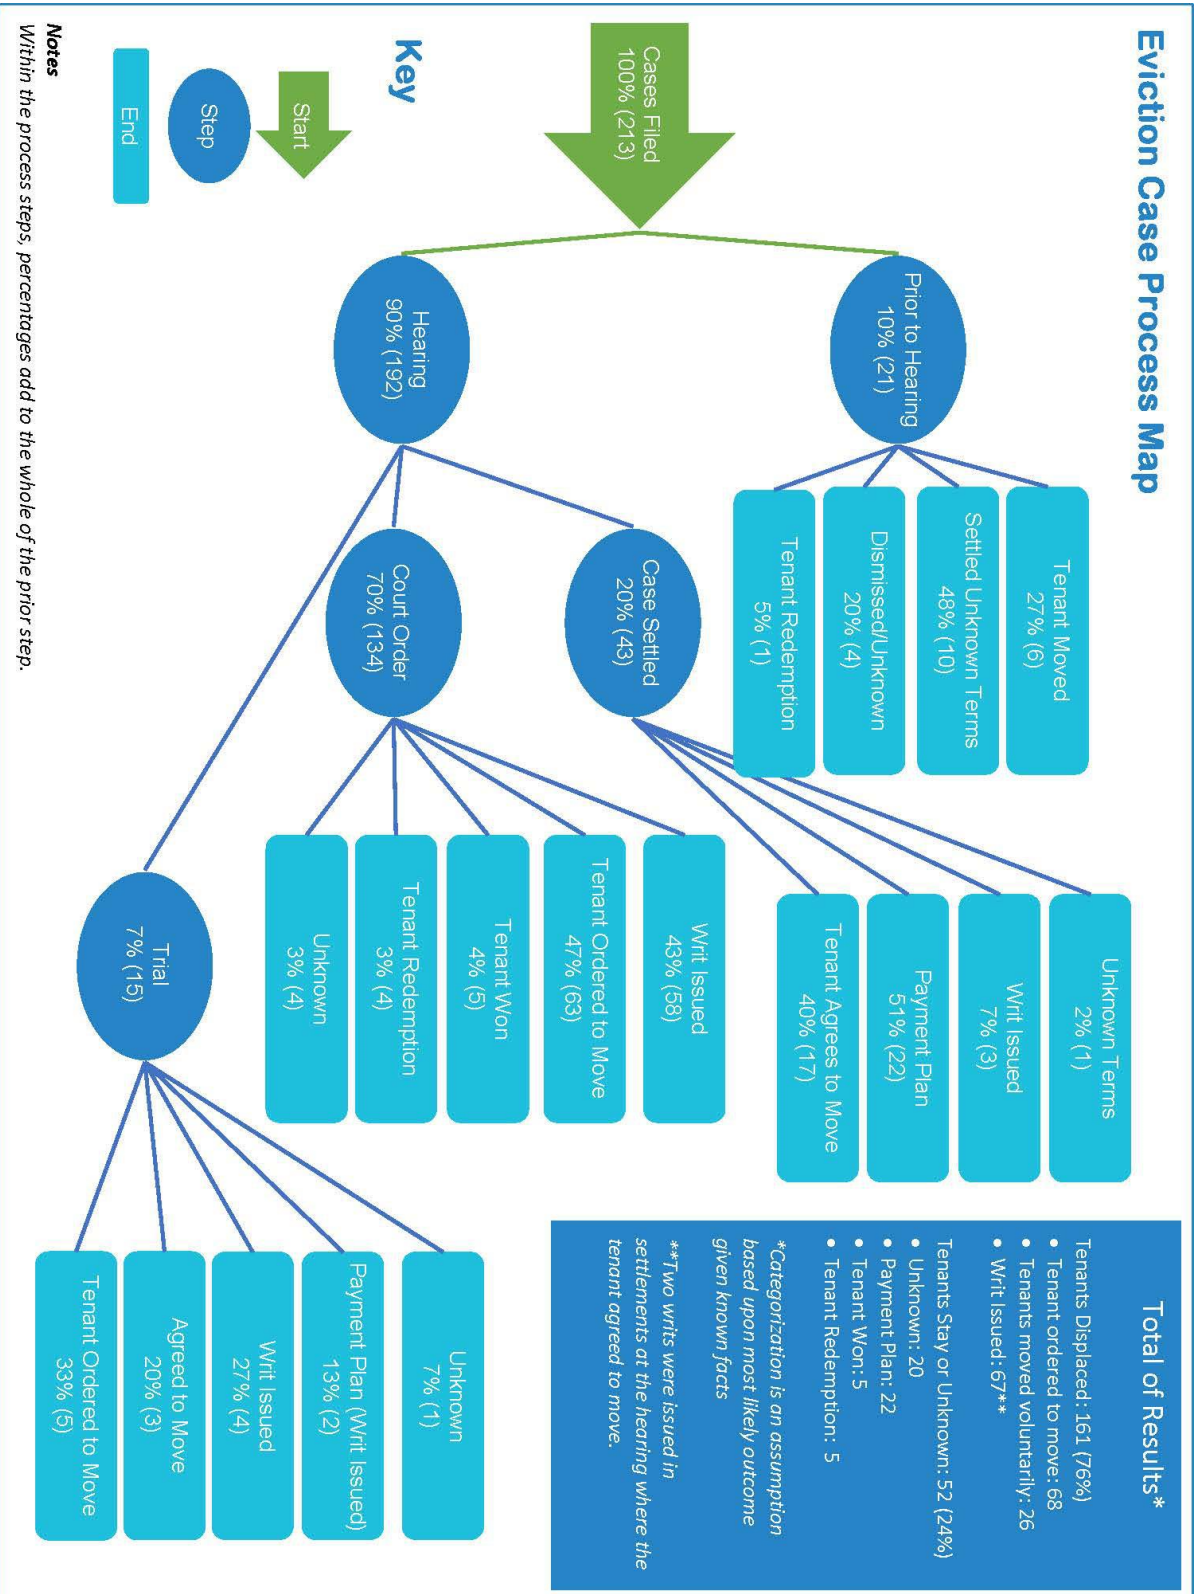 Eviction Case Process Map
Cases Filed
100% (213)
Prior to Hearing
10% (21)
Tenant Moved
27% (6)
Settled Unknown Terms
48% (10)
Dismissed/Unknown
20% (4)
Tenant Redemption
5% (1)
Hearing
90% (192)
Case Settled
20% (43)
Unknown Terms
2% (1)
Writ Issued
7% (3)
Payment Plan
51% (22)
Tenant Agrees to Move
40% (17)
Court Order
70% (134)
Writ Issued
43% (58)
Tenant Ordered to Move
47% (63)
Tenant Won
4% (5)
Tenant Redemption
3% (4)
Unknown
3% (4)
Trial
7% (15)
Unknown
7% (1)
Payment Plan (Writ Issued)
13% (2)
Writ Issued
27% (4)
Agreed to Move
20% (3)
Tenant Ordered to Move
33% (5)
Total of Results*
Tenants Displaced: 161 (76%)
• Tenant ordered to move: 68
• Tenants moved voluntarily: 26
• Writ Issued: 67**
Tenants Stay or Unknown: 52 (24%)
• Unknown: 20
• Payment Plan: 22
• Tenant Won: 5
• Tenant Redemption: 5
*Categorization is an assumption
based upon most likely outcome
given known facts
**Two writs were issued in
settlements at the hearing where the
tenant agreed to move.
Key
Start
Step
End
Notes
Within the process steps, percentages add to the whole of the prior step.